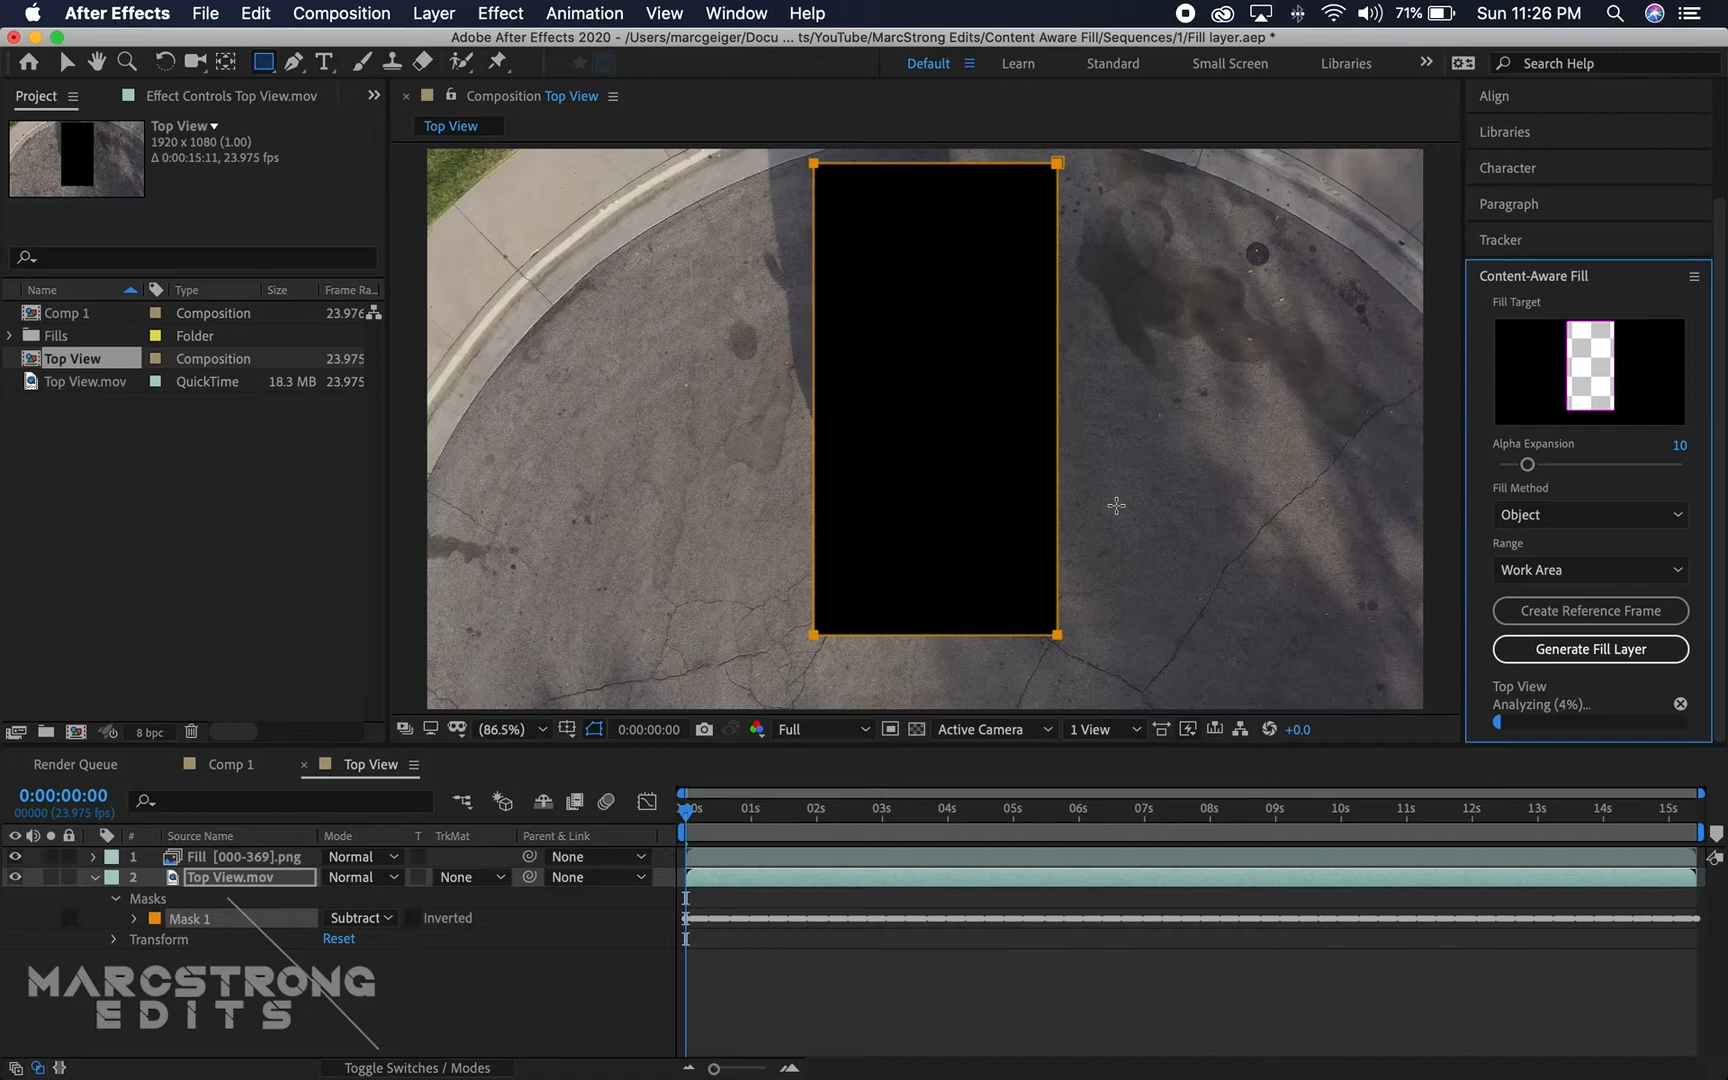 After Effects File Edit Composition Layer Effect Animation View Window Help 71% Sun 11:26 PM
Adobe After Effects 2020 - /Users/marcgeiger/Docu ... ts/YouTube/MarcStrong Edits/Content Aware Fill/Sequences/1/Fill layer.aep *
Default Learn Standard Small Screen Libraries Search Help
Project Effect Controls Top View.mov
Composition Top View
Top View
Top View
1920 x 1080 (1.00)
Δ 0:00:15:11, 23.975 fps)
Name Type Size Frame Ra...
Comp 1 Composition 23.976
Fills Folder
Top View Composition 23.975
Top View.mov QuickTime 18.3 MB 23.975
8 bpc
(86.5%) 0:00:00:00 Full Active Camera 1 View +0.0
Align
Libraries
Character
Paragraph
Tracker
Content-Aware Fill
Fill Target
Alpha Expansion 10
Fill Method
Object
Range
Work Area
Create Reference Frame
Generate Fill Layer
Top View
Analyzing (4%)...
Render Queue Comp 1 Top View
0:00:00:00
00000 (23.975 fps)
:00s 01s 02s 03s 04s 05s 06s 07s 08s 09s 10s 11s 12s 13s 14s 15s
# Source Name Mode T TrkMat Parent & Link
1 Fill [000-369].png Normal None
2 Top View.mov Normal None None
Masks
Mask 1 Subtract Inverted
Transform Reset
MARCSTRONG
EDITS
Toggle Switches / Modes